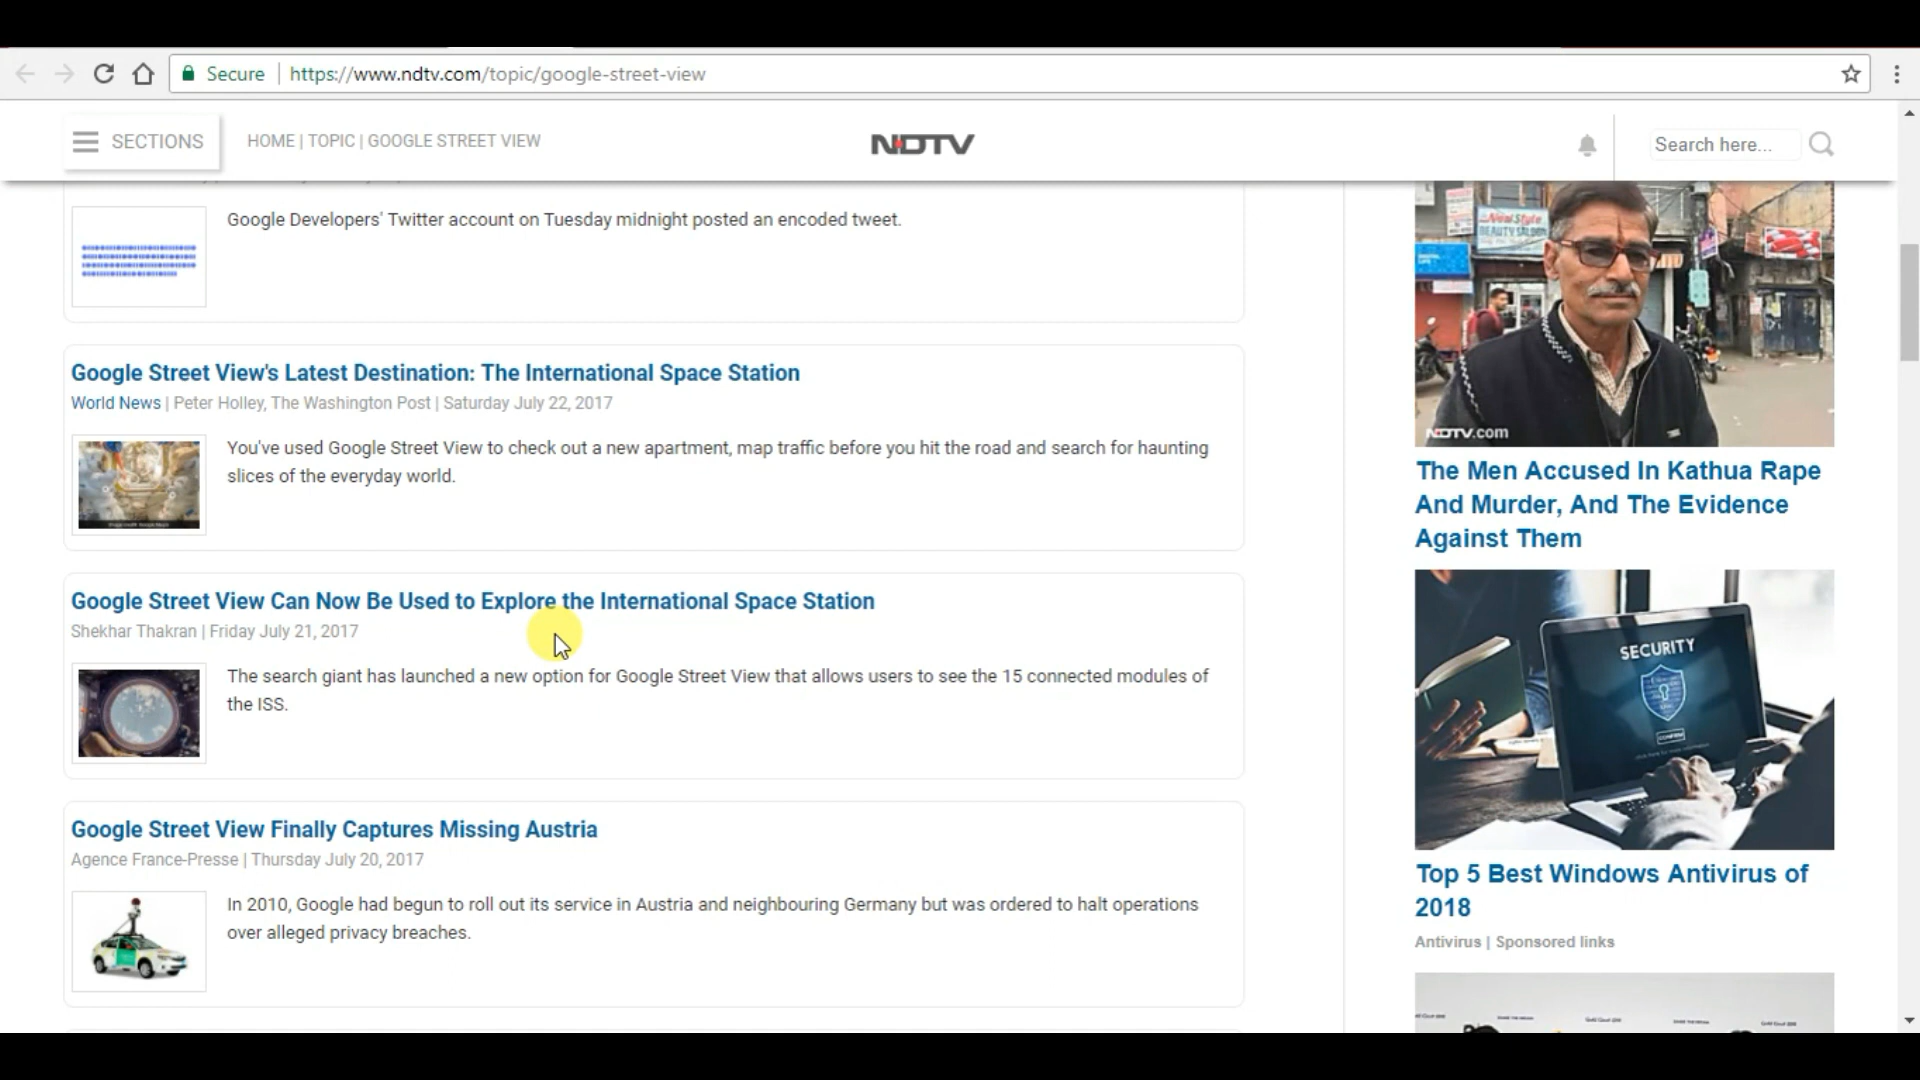 Secure https://www.ndtv.com/topic/google-street-view
SECTIONS HOME | TOPIC | GOOGLE STREET VIEW NDTV Search here...
Google Developers' Twitter account on Tuesday midnight posted an encoded tweet.
Google Street View's Latest Destination: The International Space Station
World News | Peter Holley, The Washington Post | Saturday July 22, 2017
You've used Google Street View to check out a new apartment, map traffic before you hit the road and search for haunting
slices of the everyday world.
Google Street View Can Now Be Used to Explore the International Space Station
Shekhar Thakran | Friday July 21, 2017
The search giant has launched a new option for Google Street View that allows users to see the 15 connected modules of
the ISS.
Google Street View Finally Captures Missing Austria
Agence France-Presse | Thursday July 20, 2017
In 2010, Google had begun to roll out its service in Austria and neighbouring Germany but was ordered to halt operations
over alleged privacy breaches.
BEAUTY SALOON
NDTV.com
The Men Accused In Kathua Rape
And Murder, And The Evidence
Against Them
SECURITY
CONFIRM
Top 5 Best Windows Antivirus of
2018
Antivirus | Sponsored links